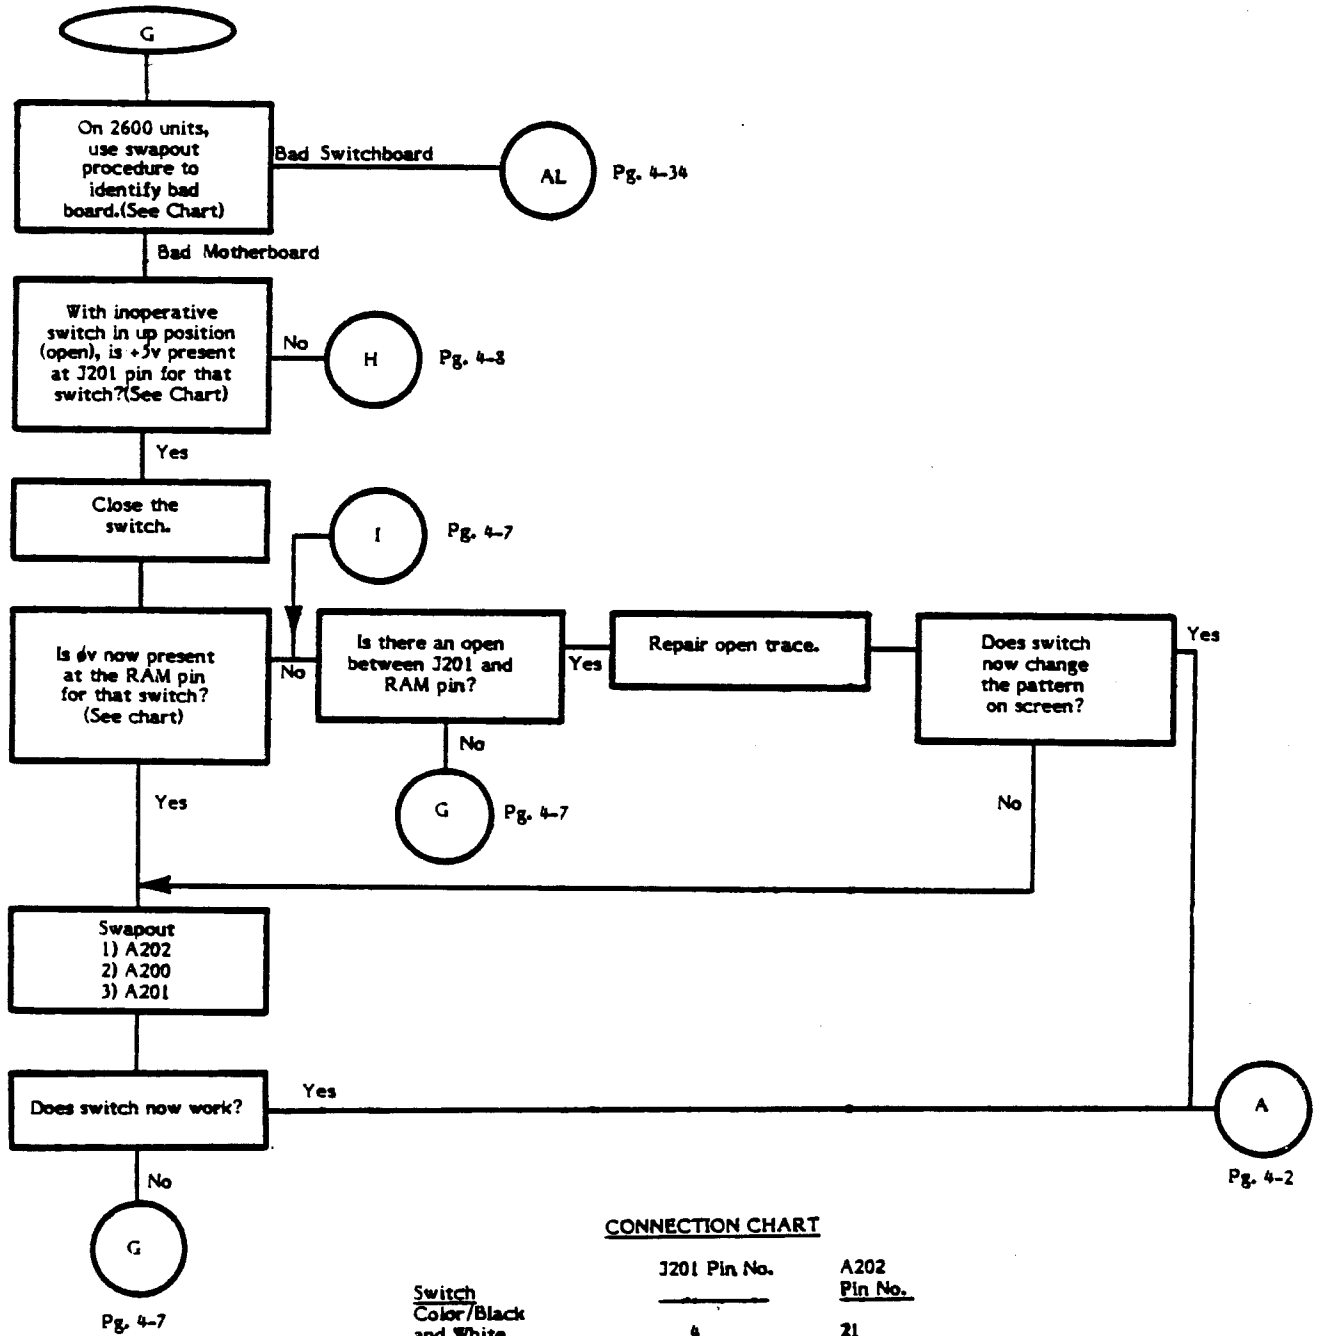 G
On 2600 units,
use swapout
procedure to
identify bad
board.(See Chart)
Bad Switchboard
AL
Pg. 4-34
Bad Motherboard
With inoperative
switch in up position
(open), is +5v present
at J201 pin for that
switch?(See Chart)
No
H
Pg. 4-8
Yes
Close the
switch.
I
Pg. 4-7
Is øv now present
at the RAM pin
for that switch?
(See chart)
No
Is there an open
between J201 and
RAM pin?
Yes
Repair open trace.
Does switch
now change
the pattern
on screen?
Yes
No
G
Pg. 4-7
Yes
No
Swapout
1) A202
2) A200
3) A201
Does switch now work?
Yes
A
Pg. 4-2
No
G
Pg. 4-7
CONNECTION CHART
J201 Pin No.
A202
Pin No.
Switch
Color/Black
and White
4
21